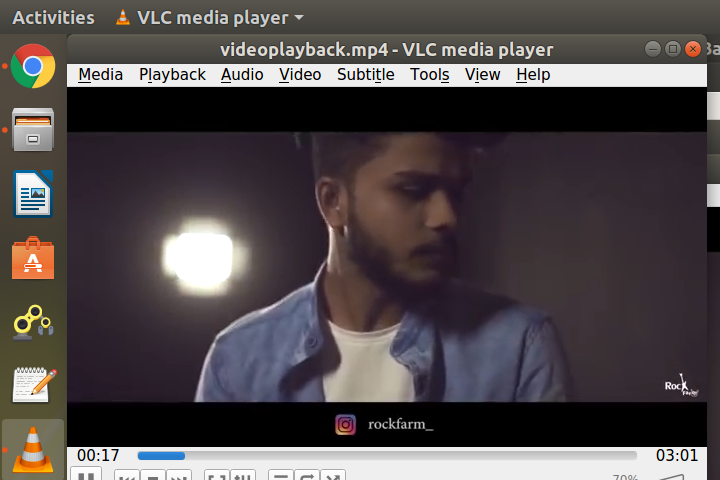 Activities VLC media player
videoplayback.mp4 - VLC media player
Media Playback Audio Video Subtitle Tools View Help
Rock
rockfarm_
00:17 03:01
70%